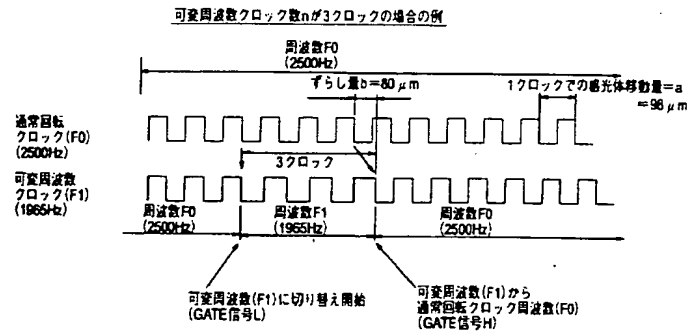 可変周波数クロック数nが3クロックの場合の例
周波数F0
(2500Hz)
ずらし量b=80μm
1クロックでの感光体移動量=a
=98μm
通常回転
クロック(F0)
(2500Hz)
3クロック
可変周波数
クロック(F1)
(1965Hz)
周波数F0
(2500Hz)
周波数F1
(1965Hz)
周波数F0
(2500Hz)
可変周波数(F1)に切り替え開始
(GATE信号L)
可変周波数(F1)から
通常回転クロック周波数(F0)
(GATE信号H)